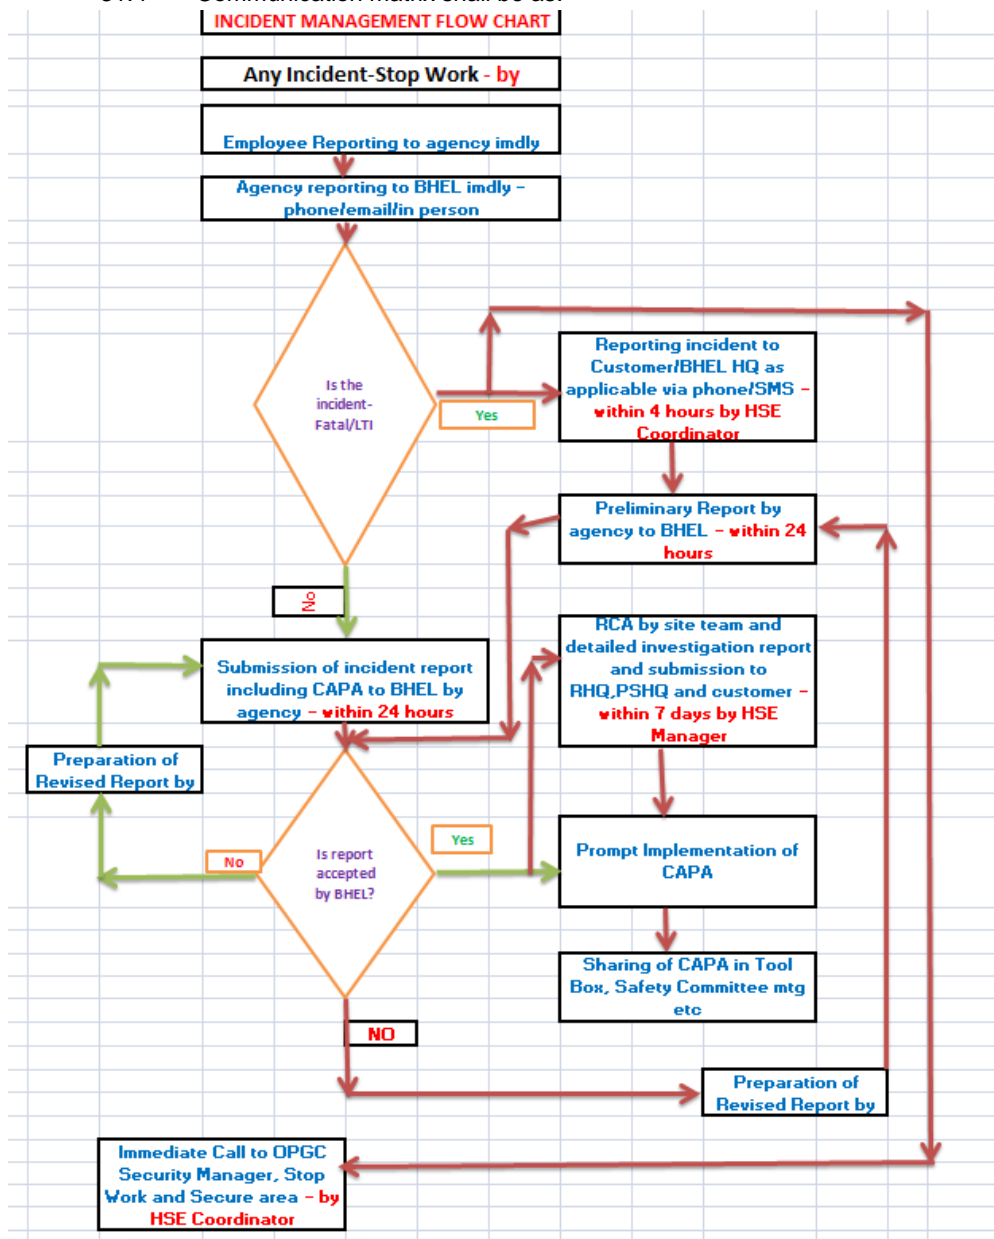 Communication matrix shall be as:
INCIDENT MANAGEMENT FLOW CHART
Any Incident-Stop Work - by
Employee Reporting to agency imdly
Agency reporting to BHEL imdly -
phone/email/in person
Is the
incident-
Fatal/LTI
Yes
Reporting incident to
Customer/BHEL HQ as
applicable via phone/SMS -
within 4 hours by HSE
Coordinator
Preliminary Report by
agency to BHEL - within 24
hours
No
Submission of incident report
including CAPA to BHEL by
agency - within 24 hours
RCA by site team and
detailed investigation report
and submission to
RHQ,PSHQ and customer -
within 7 days by HSE
Manager
Preparation of
Revised Report by
Is report
accepted
by BHEL?
No
Yes
Prompt Implementation of
CAPA
Sharing of CAPA in Tool
Box, Safety Committee mtg
etc
NO
Preparation of
Revised Report by
Immediate Call to OPGC
Security Manager, Stop
Work and Secure area - by
HSE Coordinator